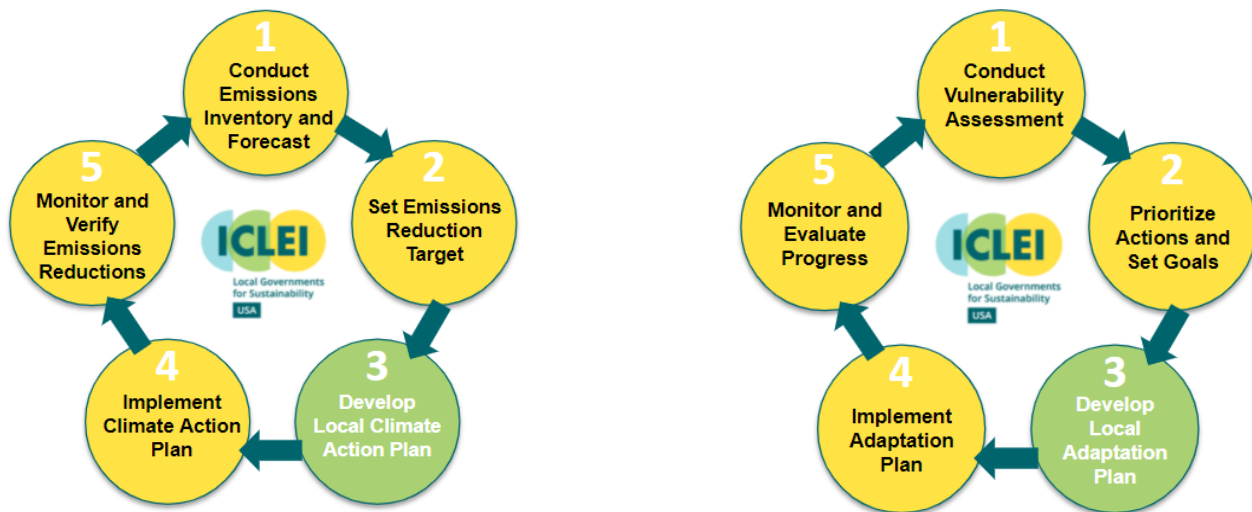 1
Conduct
Emissions
Inventory and
Forecast
2
Set Emissions
Reduction
Target
3
Develop
Local Climate
Action Plan
4
Implement
Climate Action
Plan
5
Monitor and
Verify
Emissions
Reductions
ICLEI
Local Governments
for Sustainability
USA
1
Conduct
Vulnerability
Assessment
2
Prioritize
Actions and
Set Goals
3
Develop
Local
Adaptation
Plan
4
Implement
Adaptation
Plan
5
Monitor and
Evaluate
Progress
ICLEI
Local Governments
for Sustainability
USA